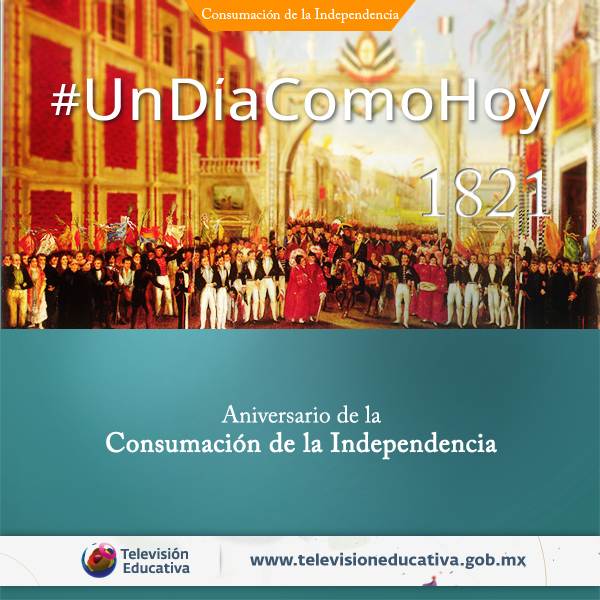 Consumación de la Independencia
#UnDíaComoHoy
1821
Aniversario de la
Consumación de la Independencia
Televisión
Educativa
www.televisioneducativa.gob.mx